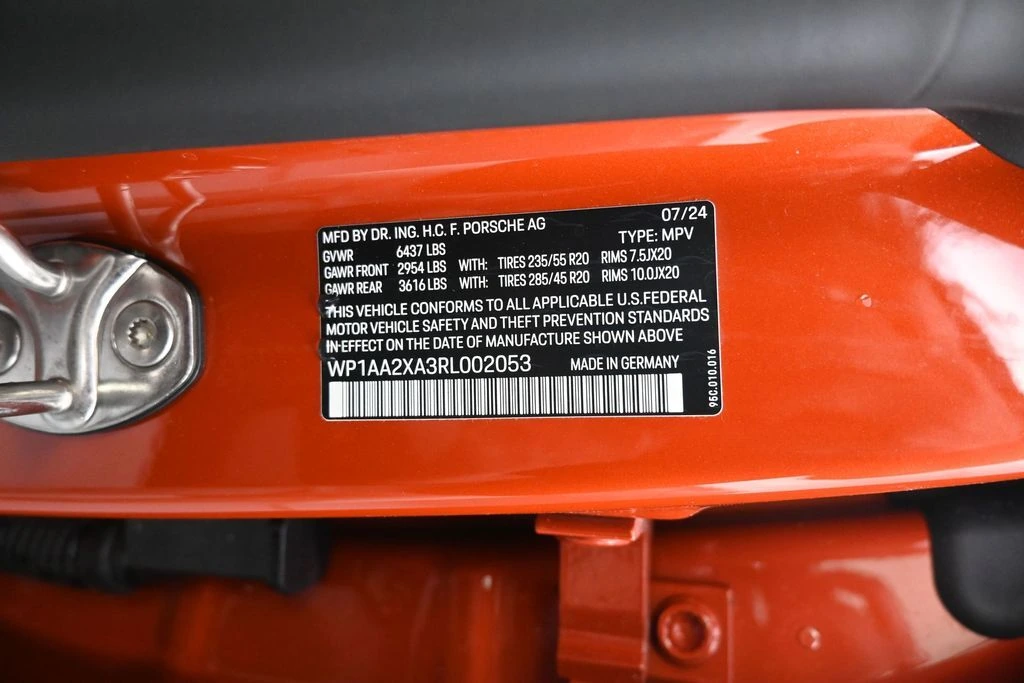 07/24
MFD BY DR. ING. H.C. F. PORSCHE AG
TYPE: MPV
GVWR 6437 LBS
GAWR FRONT 2954 LBS WITH: TIRES 235/55 R20 RIMS 7.5JX20
GAWR REAR 3616 LBS WITH: TIRES 285/45 R20 RIMS 10.0JX20
THIS VEHICLE CONFORMS TO ALL APPLICABLE U.S.FEDERAL
MOTOR VEHICLE SAFETY AND THEFT PREVENTION STANDARDS
IN EFFECT ON THE DATE OF MANUFACTURE SHOWN ABOVE
WP1AA2XA3RL002053 MADE IN GERMANY
95C.010.016